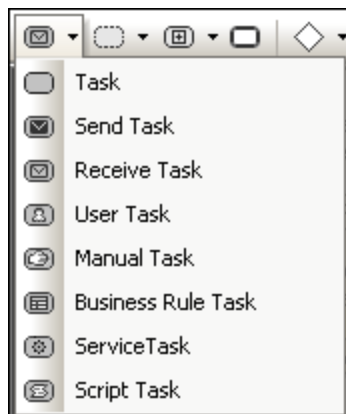 Task
Send Task
Receive Task
User Task
Manual Task
Business Rule Task
ServiceTask
Script Task